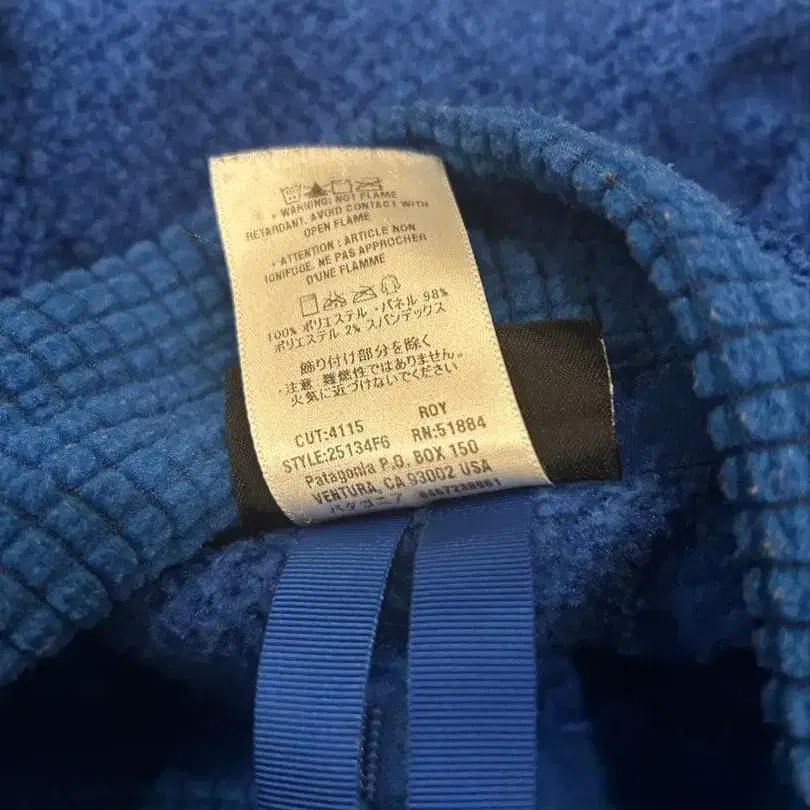 • WARNING: NOT FLAME
RETARDANT. AVOID CONTACT WITH
OPEN FLAME
• ATTENTION : ARTICLE NON
IGNIFUGE. NE PAS APPROCHER
D'UNE FLAMME
100% ポリエステル・パネル 98%
ポリエステル 2% スパンデックス
飾り付け部分を除く
・注意 難燃性ではありません。
火気に近づけないでください。
ROY
CUT:4115 RN:51884
STYLE:25134F6
Patagonia P.O. BOX 150
VENTURA, CA 93002 USA
パタゴニア